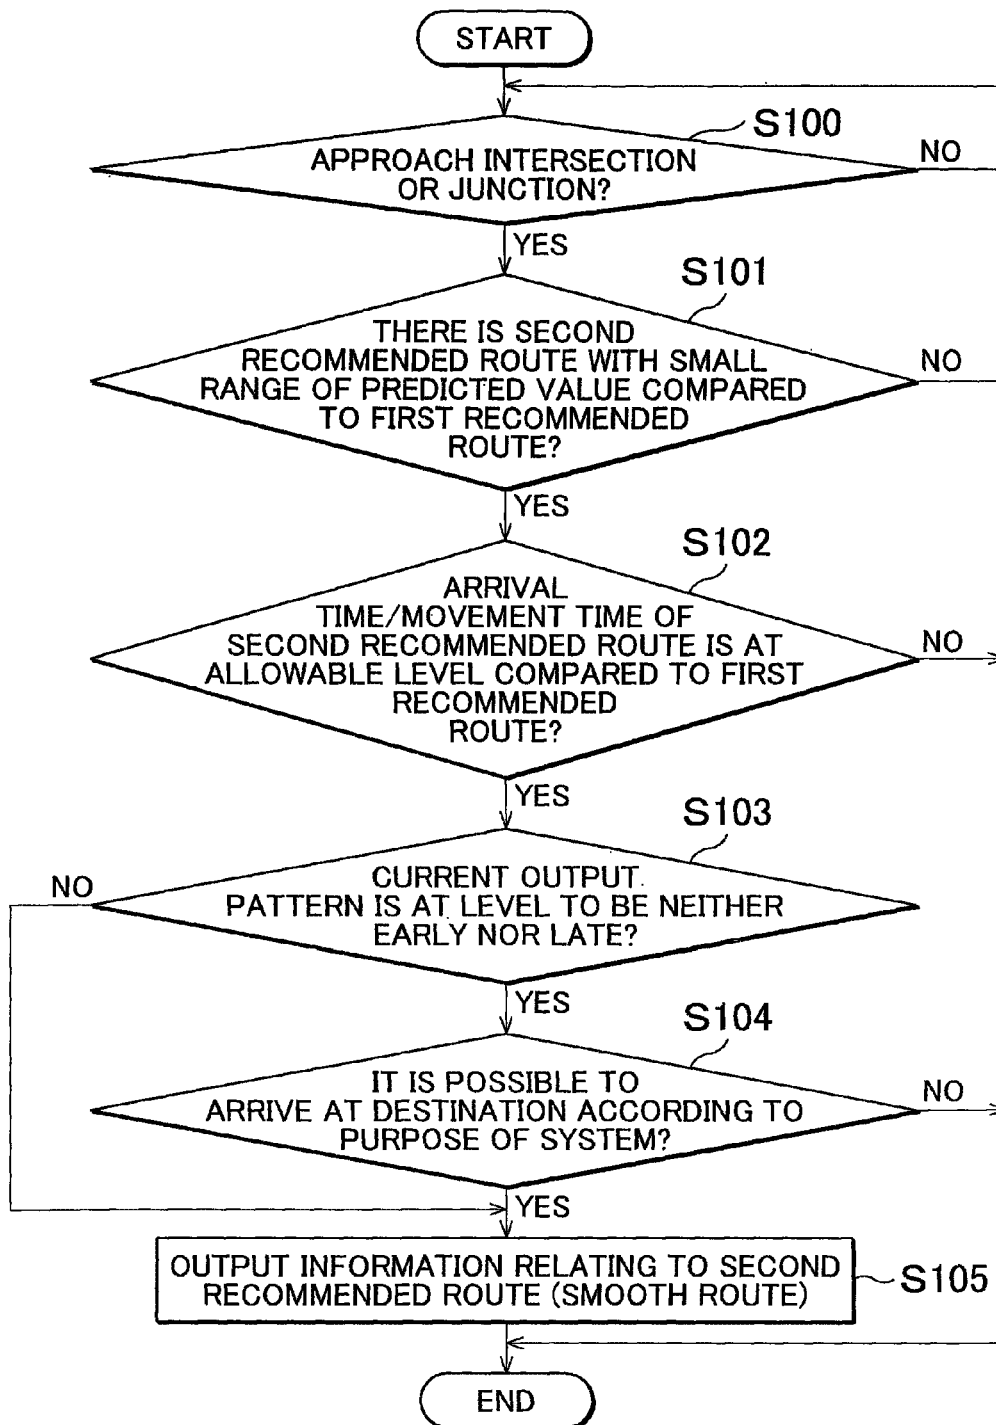 START
S100
APPROACH INTERSECTION
OR JUNCTION?
NO
YES
S101
THERE IS SECOND
RECOMMENDED ROUTE WITH SMALL
RANGE OF PREDICTED VALUE COMPARED
TO FIRST RECOMMENDED
ROUTE?
NO
YES
S102
ARRIVAL
TIME/MOVEMENT TIME OF
SECOND RECOMMENDED ROUTE IS AT
ALLOWABLE LEVEL COMPARED TO FIRST
RECOMMENDED
ROUTE?
NO
YES
S103
NO
CURRENT OUTPUT
PATTERN IS AT LEVEL TO BE NEITHER
EARLY NOR LATE?
YES
S104
IT IS POSSIBLE TO
ARRIVE AT DESTINATION ACCORDING TO
PURPOSE OF SYSTEM?
NO
YES
OUTPUT INFORMATION RELATING TO SECOND
RECOMMENDED ROUTE (SMOOTH ROUTE)
S105
END